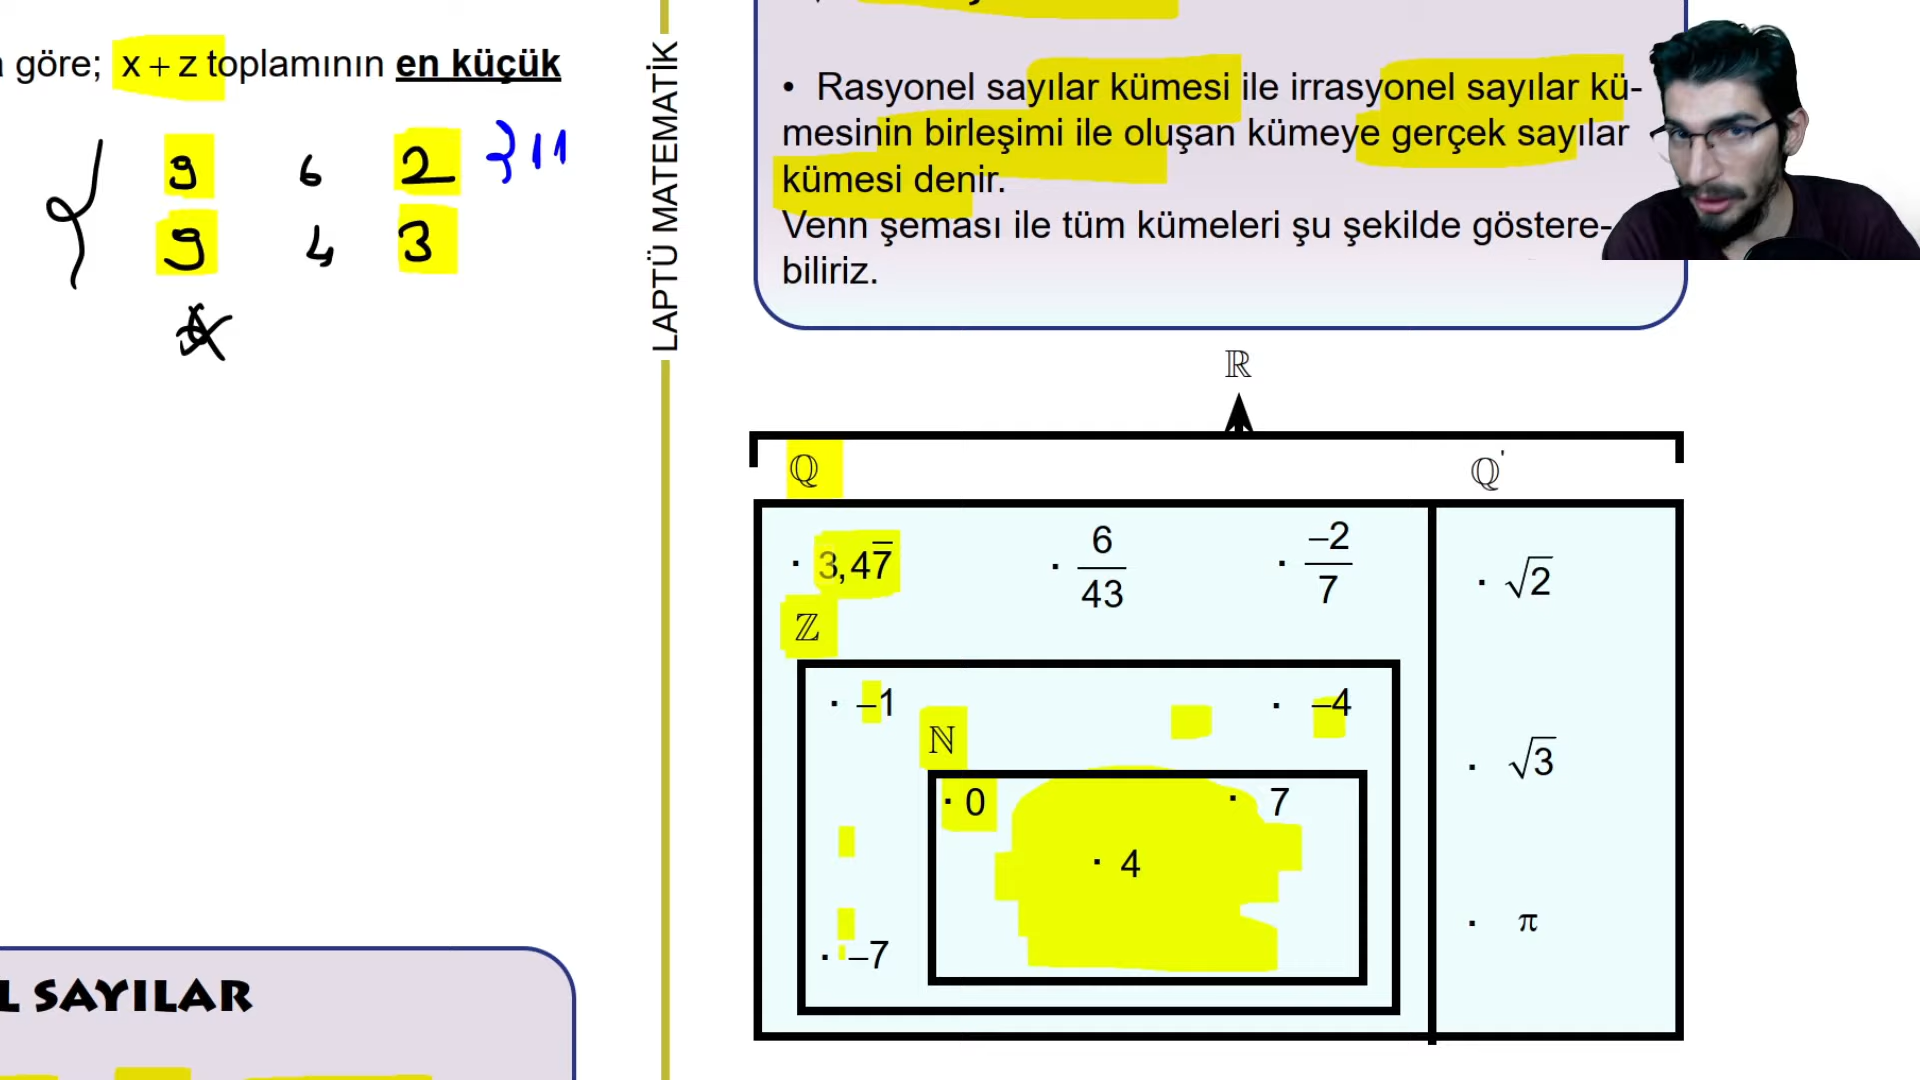 göre; x + z toplamının en küçük
9 6 2 } 11
9 4 3
L SAYILAR
LAPTÜ MATEMATİK
• Rasyonel sayılar kümesi ile irrasyonel sayılar kü-
mesinin birleşimi ile oluşan kümeye gerçek sayılar
kümesi denir.
Venn şeması ile tüm kümeleri şu şekilde göstere-
biliriz.
ℝ
ℚ ℚ'
· 3,47̅ · 6/43 · –2/7 · √2
ℤ
· –1 · –4
ℕ
· √3
· 0 · 7
· 4
· π
· –7